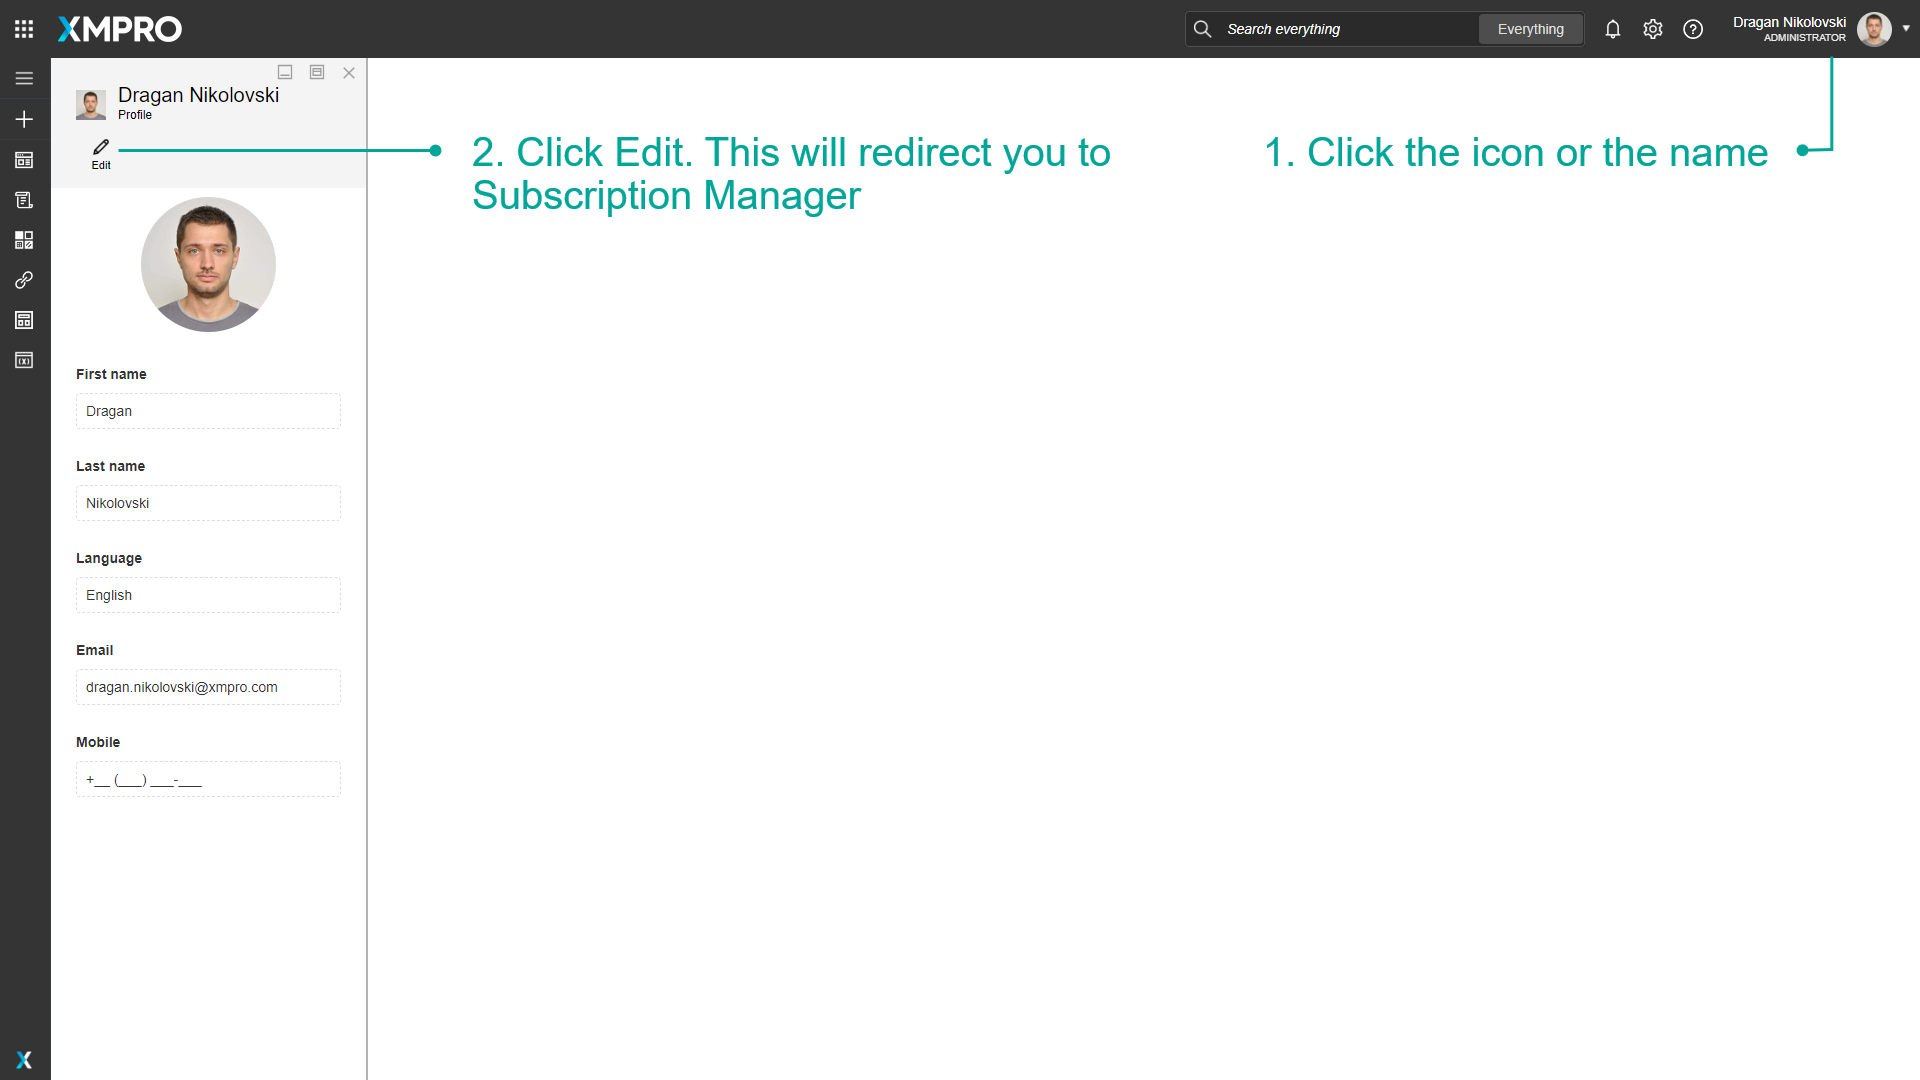 XMPRO
Search everything
Everything
Dragan Nikolovski
ADMINISTRATOR
Dragan Nikolovski
Profile
Edit
2. Click Edit. This will redirect you to
Subscription Manager
1. Click the icon or the name
First name
Dragan
Last name
Nikolovski
Language
English
Email
dragan.nikolovski@xmpro.com
Mobile
+__ (___) ___-___